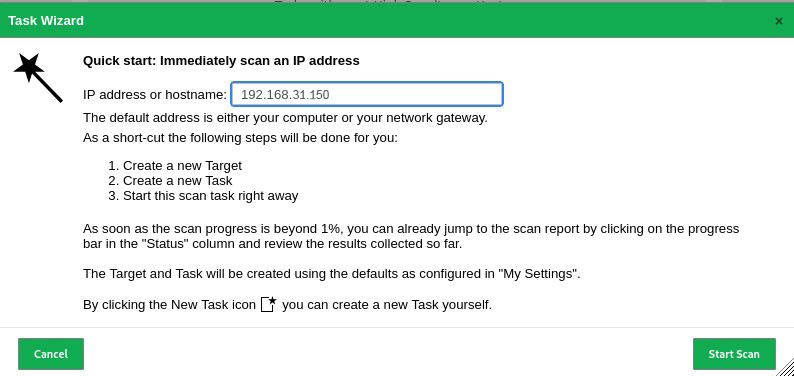 Task Wizard ×
Quick start: Immediately scan an IP address
IP address or hostname: 192.168.31.150
The default address is either your computer or your network gateway.
As a short-cut the following steps will be done for you:
1. Create a new Target
2. Create a new Task
3. Start this scan task right away
As soon as the scan progress is beyond 1%, you can already jump to the scan report by clicking on the progress
bar in the "Status" column and review the results collected so far.
The Target and Task will be created using the defaults as configured in "My Settings".
By clicking the New Task icon you can create a new Task yourself.
Cancel
Start Scan